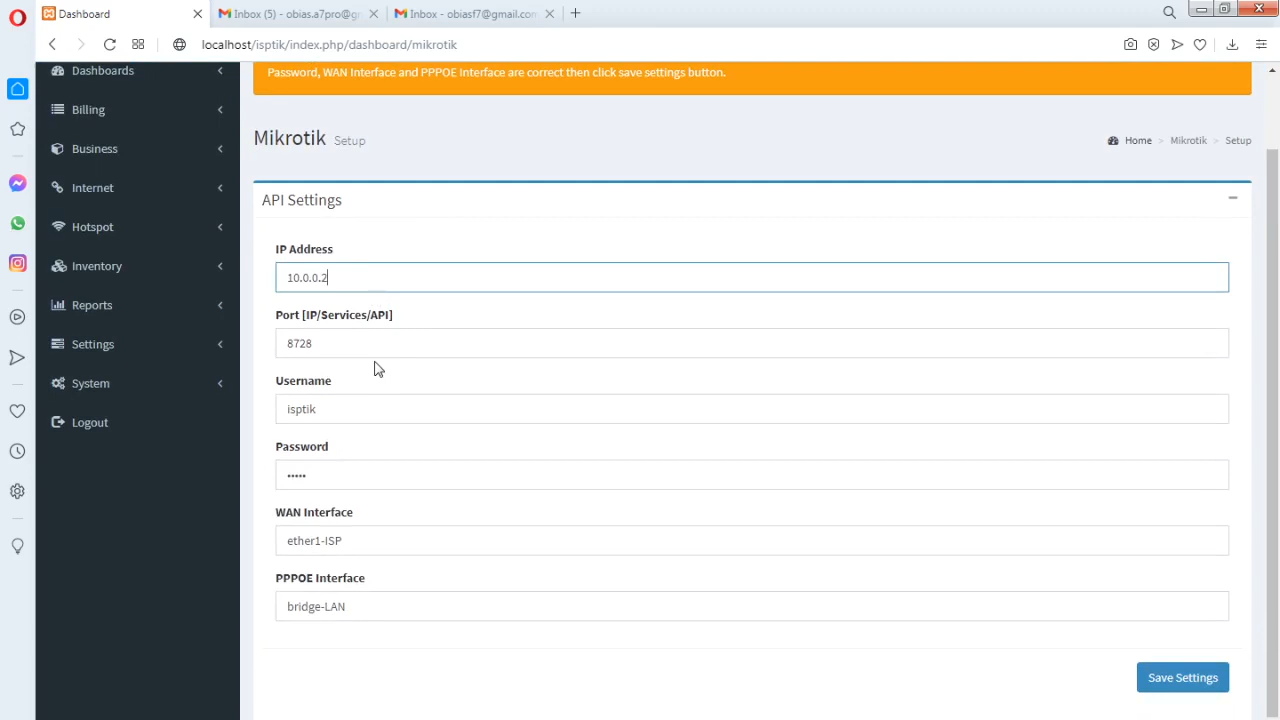 Dashboard
Inbox (5) - obias.a7pro@gr
Inbox - obiasf7@gmail.com
localhost/isptik/index.php/dashboard/mikrotik
Dashboards
Billing
Business
Internet
Hotspot
Inventory
Reports
Settings
System
Logout
Password, WAN Interface and PPPOE Interface are correct then click save settings button.
Mikrotik Setup
Home > Mikrotik > Setup
API Settings
IP Address
10.0.0.2
Port [IP/Services/API]
8728
Username
isptik
Password
•••••
WAN Interface
ether1-ISP
PPPOE Interface
bridge-LAN
Save Settings